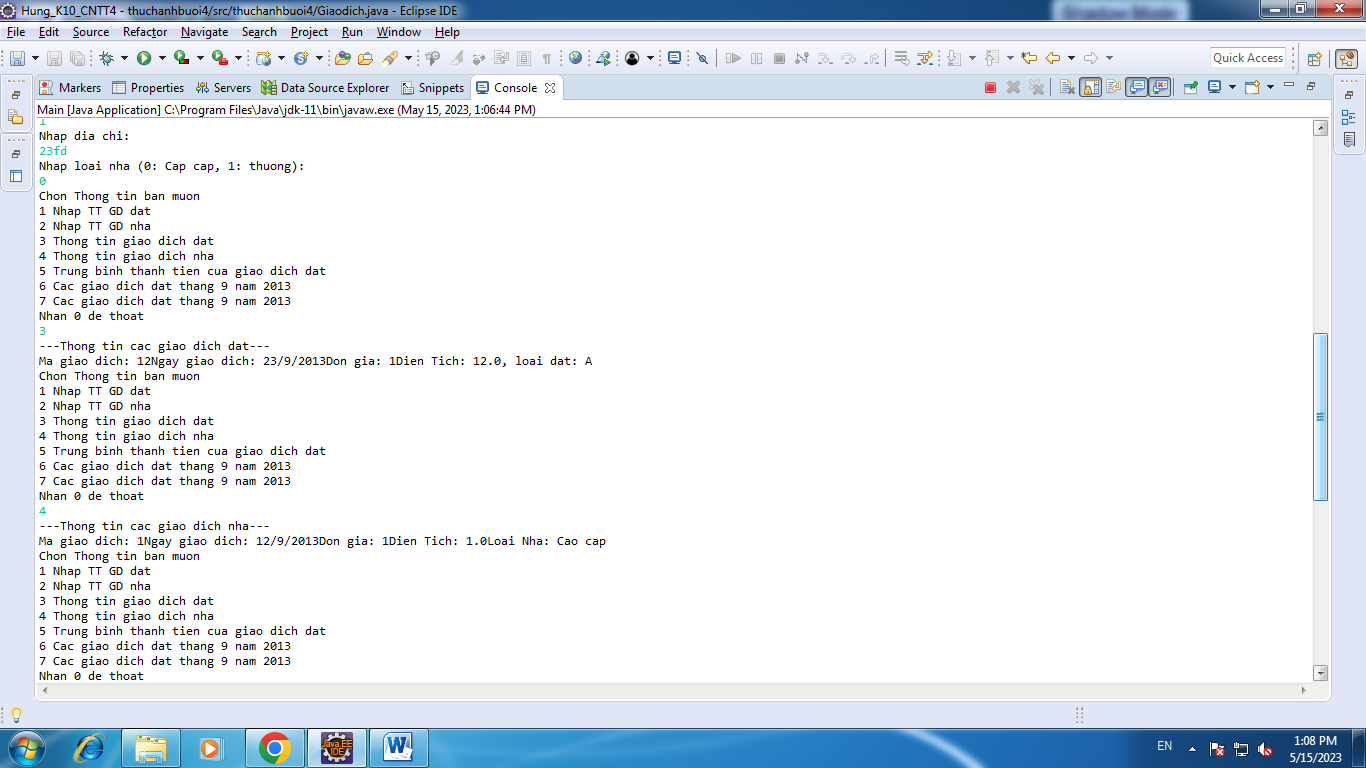 Hung_K10_CNTT4 - thuchanhbuoi4/src/thuchanhbuoi4/Giaodich.java - Eclipse IDE
File Edit Source Refactor Navigate Search Project Run Window Help
Quick Access
Markers Properties Servers Data Source Explorer Snippets Console
Main [Java Application] C:\Program Files\Java\jdk-11\bin\javaw.exe (May 15, 2023, 1:06:44 PM)
1
Nhap dia chi:
23fd
Nhap loai nha (0: Cap cap, 1: thuong):
0
Chon Thong tin ban muon
1 Nhap TT GD dat
2 Nhap TT GD nha
3 Thong tin giao dich dat
4 Thong tin giao dich nha
5 Trung binh thanh tien cua giao dich dat
6 Cac giao dich dat thang 9 nam 2013
7 Cac giao dich dat thang 9 nam 2013
Nhan 0 de thoat
3
---Thong tin cac giao dich dat---
Ma giao dich: 12Ngay giao dich: 23/9/2013Don gia: 1Dien Tich: 12.0, loai dat: A
Chon Thong tin ban muon
1 Nhap TT GD dat
2 Nhap TT GD nha
3 Thong tin giao dich dat
4 Thong tin giao dich nha
5 Trung binh thanh tien cua giao dich dat
6 Cac giao dich dat thang 9 nam 2013
7 Cac giao dich dat thang 9 nam 2013
Nhan 0 de thoat
4
---Thong tin cac giao dich nha---
Ma giao dich: 1Ngay giao dich: 12/9/2013Don gia: 1Dien Tich: 1.0Loai Nha: Cao cap
Chon Thong tin ban muon
1 Nhap TT GD dat
2 Nhap TT GD nha
3 Thong tin giao dich dat
4 Thong tin giao dich nha
5 Trung binh thanh tien cua giao dich dat
6 Cac giao dich dat thang 9 nam 2013
7 Cac giao dich dat thang 9 nam 2013
Nhan 0 de thoat
Java EE
IDE
EN
1:08 PM
5/15/2023